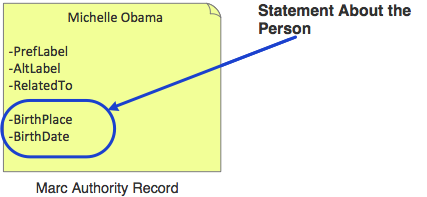 Michelle Obama
-PrefLabel
-AltLabel
-RelatedTo
-BirthPlace
-BirthDate
Marc Authority Record
Statement About the
Person